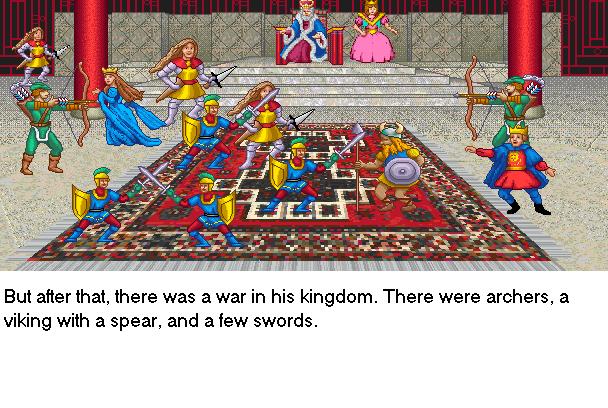 But after that, there was a war in his kingdom. There were archers, a
viking with a spear, and a few swords.